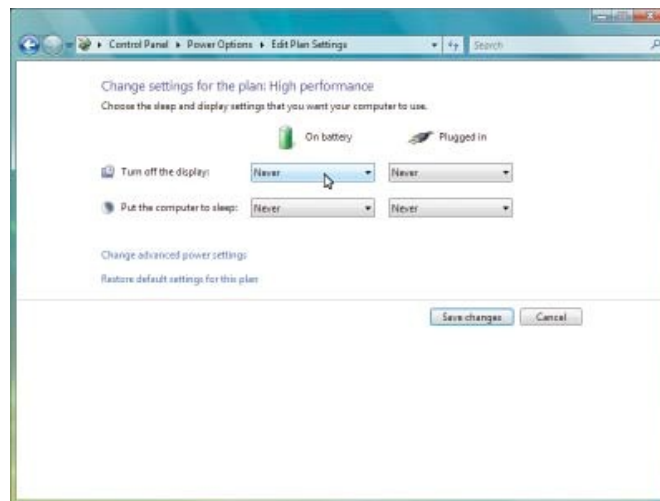 Control Panel Power Options Edit Plan Settings Search
Change settings for the plan: High performance
Choose the sleep and display settings that you want your computer to use.
On battery Plugged in
Turn off the display: Never Never
Put the computer to sleep: Never Never
Change advanced power settings
Restore default settings for this plan
Save changes Cancel